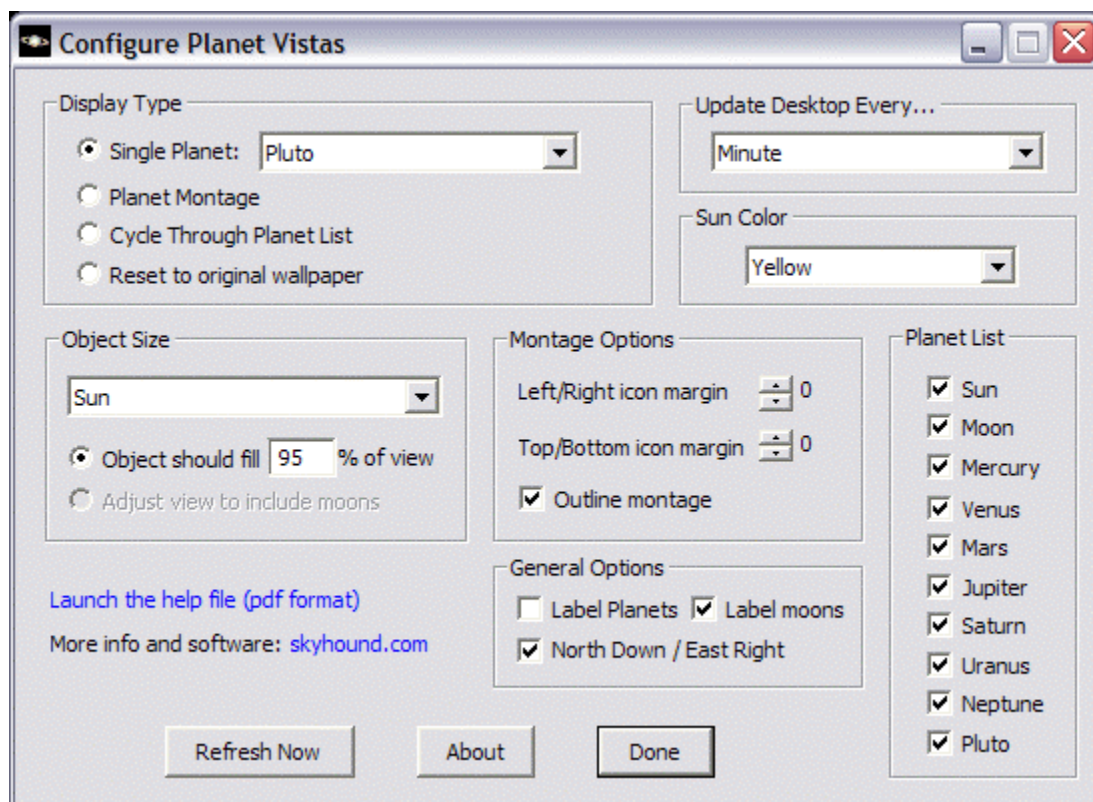 Configure Planet Vistas
Display Type
Single Planet: Pluto
Planet Montage
Cycle Through Planet List
Reset to original wallpaper
Update Desktop Every...
Minute
Sun Color
Yellow
Object Size
Sun
Object should fill 95 % of view
Adjust view to include moons
Montage Options
Left/Right icon margin 0
Top/Bottom icon margin 0
Outline montage
General Options
Label Planets Label moons
North Down / East Right
Planet List
Sun
Moon
Mercury
Venus
Mars
Jupiter
Saturn
Uranus
Neptune
Pluto
Launch the help file (pdf format)
More info and software: skyhound.com
Refresh Now
About
Done